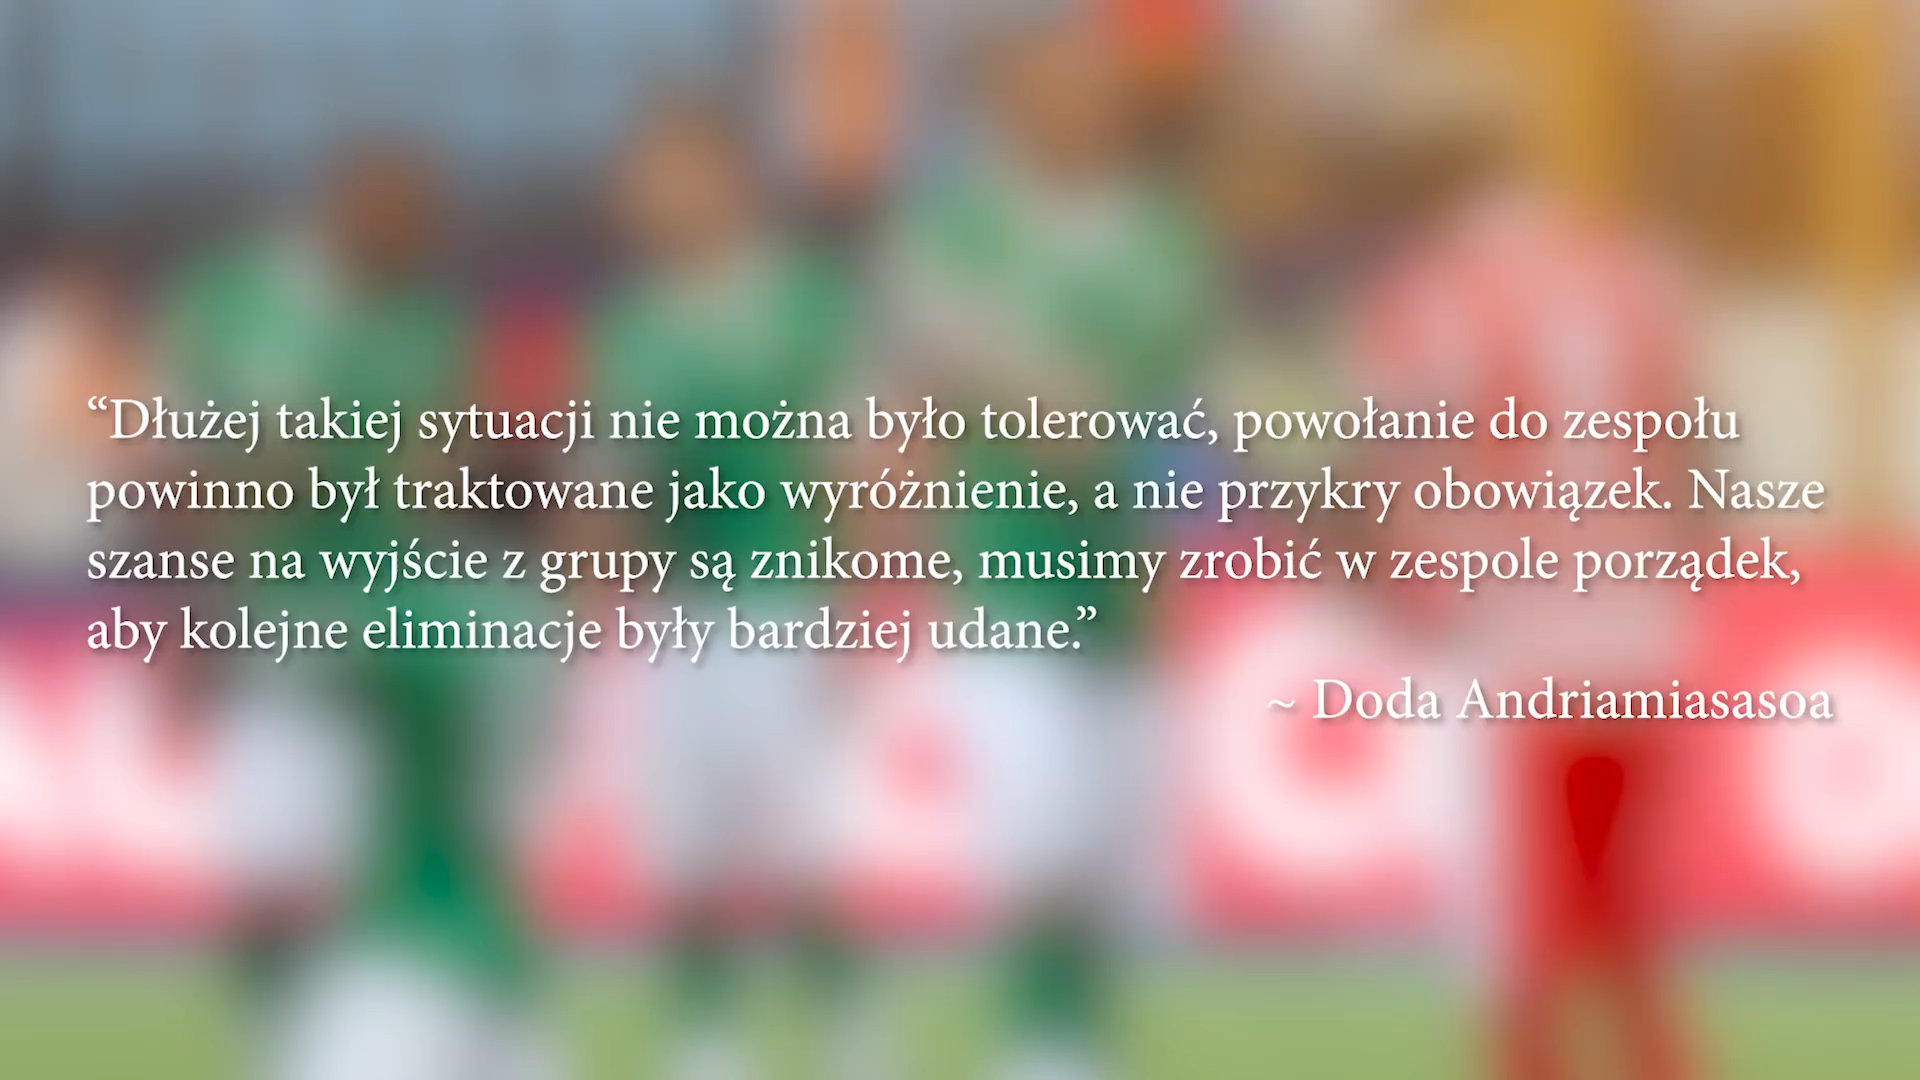 “Dłużej takiej sytuacji nie można było tolerować, powołanie do zespołu
powinno był traktowane jako wyróżnienie, a nie przykry obowiązek. Nasze
szanse na wyjście z grupy są znikome, musimy zrobić w zespole porządek,
aby kolejne eliminacje były bardziej udane.”
~ Doda Andriamiasasoa